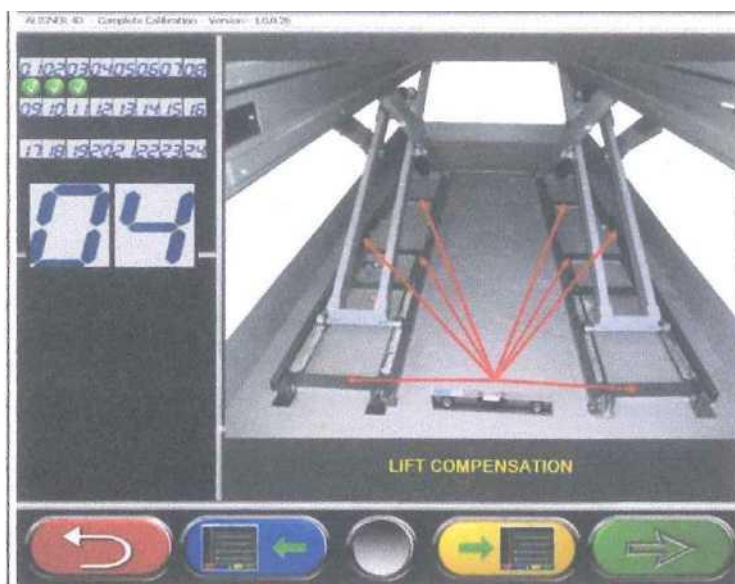 ALIGNER 4D - Complete Calibration - Version: 1.0.0.26
01 02 03 04 05 06 07 08
09 10 11 12 13 14 15 16
17 18 19 20 21 22 23 24
04
LIFT COMPENSATION